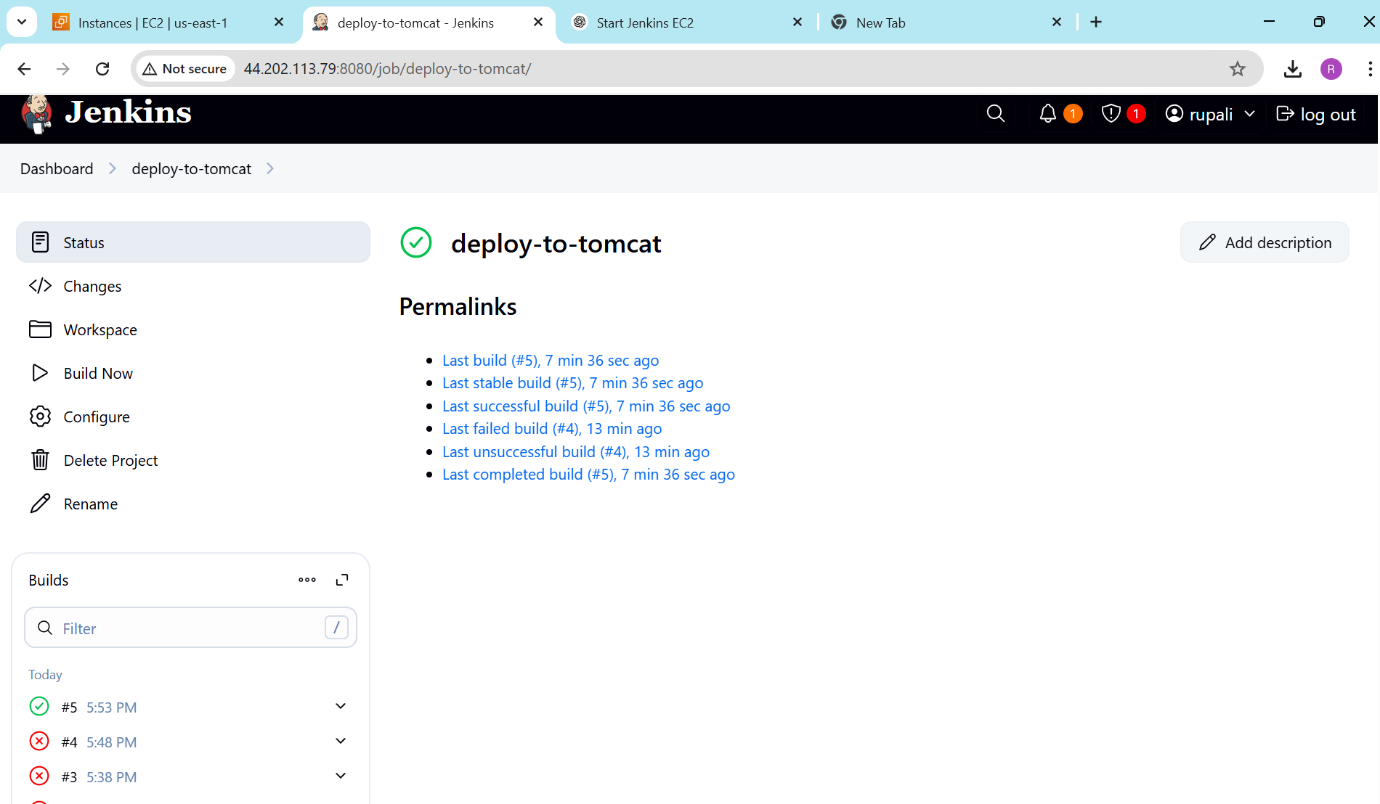 Instances | EC2 | us-east-1
deploy-to-tomcat - Jenkins
Start Jenkins EC2
New Tab
Not secure
44.202.113.79:8080/job/deploy-to-tomcat/
R
Jenkins
1
1
rupali
log out
Dashboard
deploy-to-tomcat
Status
Changes
Workspace
Build Now
Configure
Delete Project
Rename
deploy-to-tomcat
Add description
Permalinks
Last build (#5), 7 min 36 sec ago
Last stable build (#5), 7 min 36 sec ago
Last successful build (#5), 7 min 36 sec ago
Last failed build (#4), 13 min ago
Last unsuccessful build (#4), 13 min ago
Last completed build (#5), 7 min 36 sec ago
Builds
Filter
/
Today
#5 5:53 PM
#4 5:48 PM
#3 5:38 PM